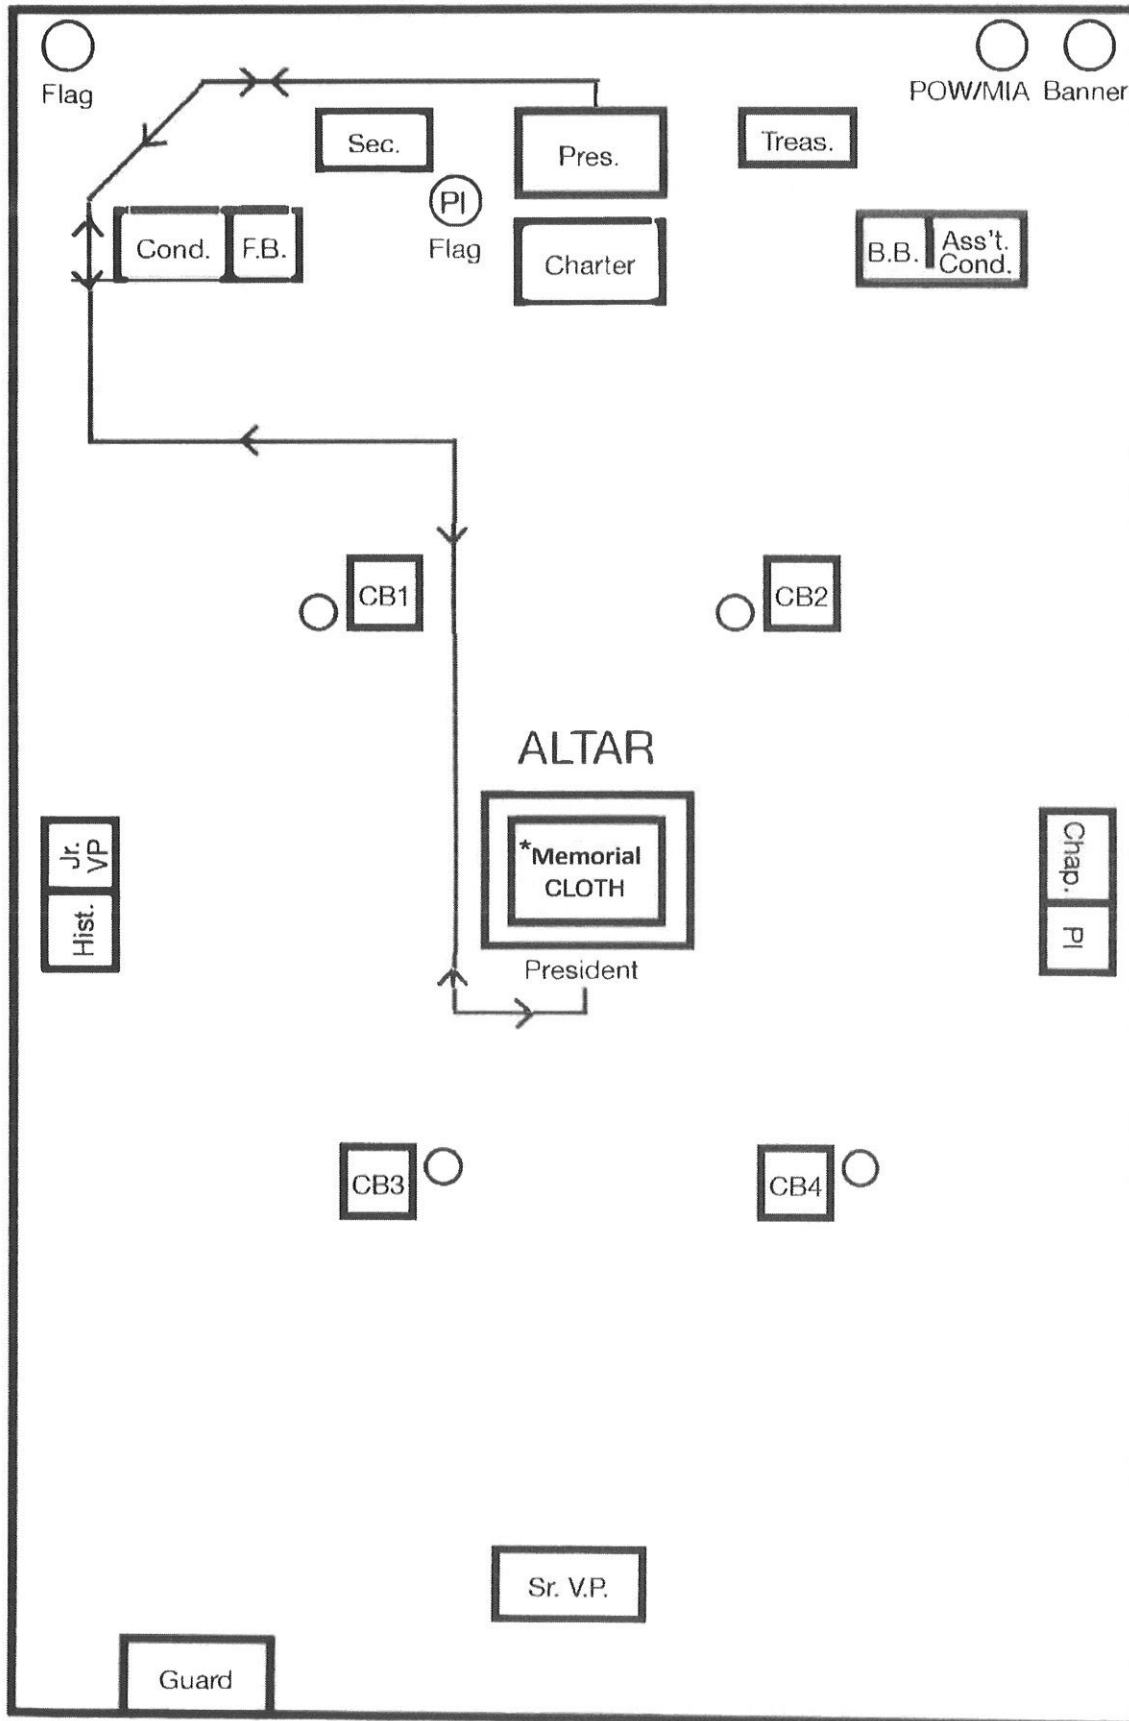 Flag
POW/MIA Banner
Sec.
Pres.
Treas.
PI
Flag
Cond. F.B.
Charter
B.B. Ass't.
Cond.
CB1
CB2
ALTAR
*Memorial
CLOTH
President
Jr.
VP
Hist.
Chap.
PI
CB3
CB4
Sr. V.P.
Guard